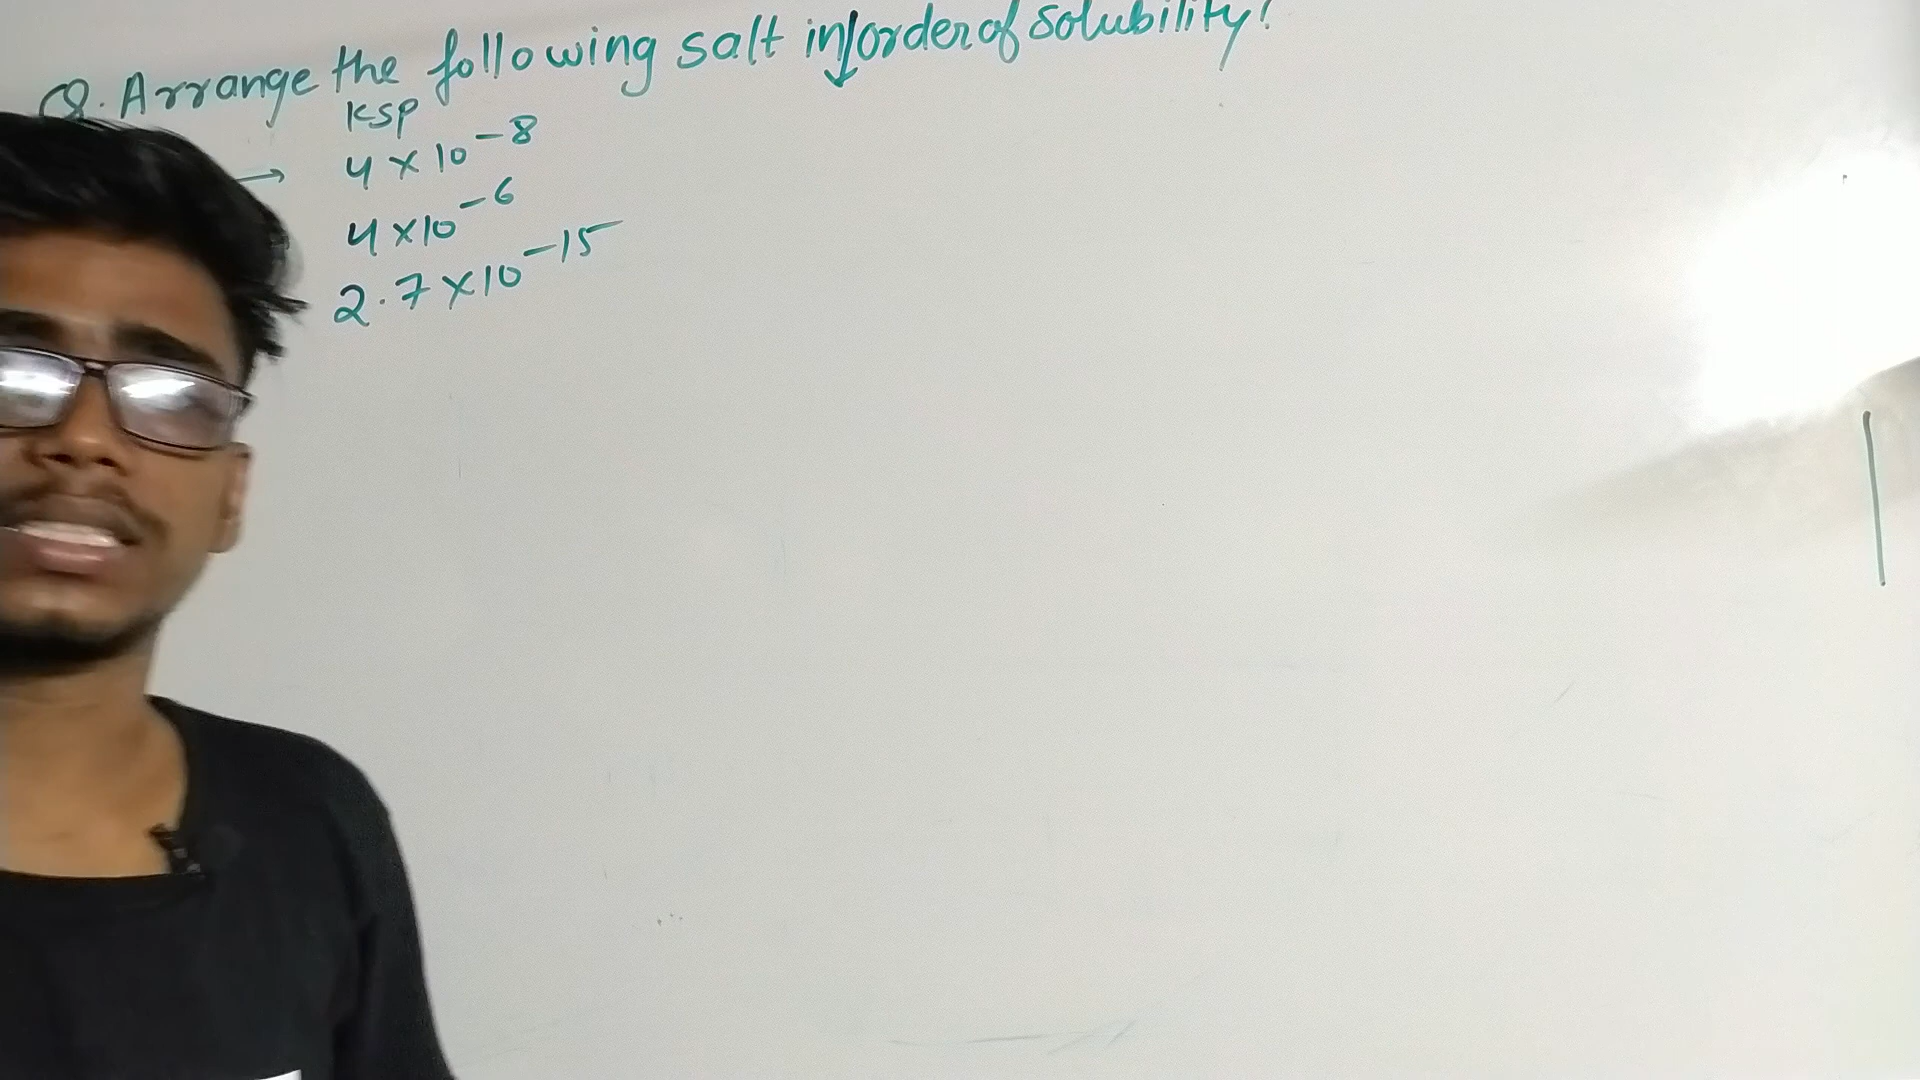 Q. Arrange the following salt in ↓ order of solubility?
Ksp
→ 4 × 10⁻⁸
4 × 10⁻⁶
2.7 × 10⁻¹⁵